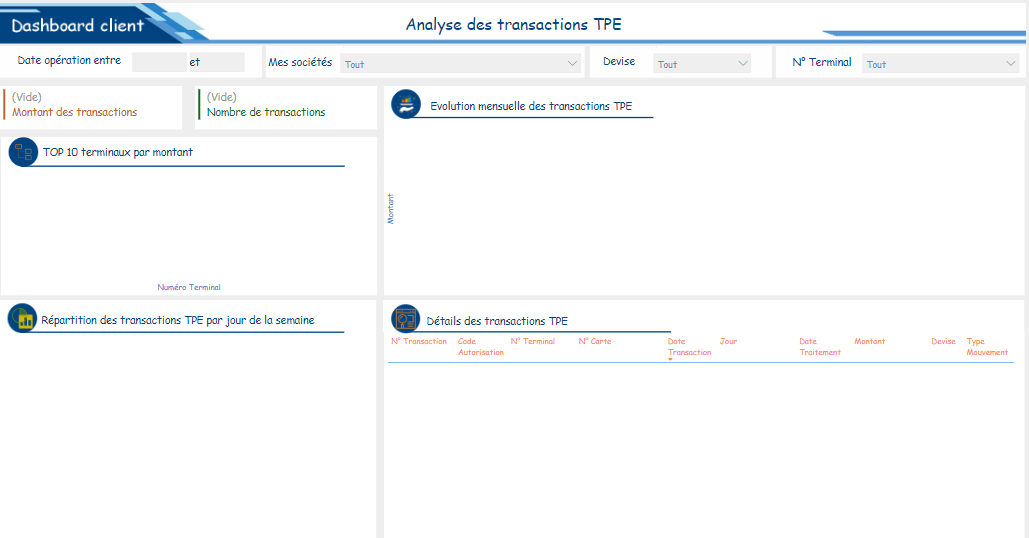 Dashboard client
Analyse des transactions TPE
Date opération entre
et
Mes sociétés
Tout
Devise
Tout
N° Terminal
Tout
(Vide)
Montant des transactions
(Vide)
Nombre de transactions
Evolution mensuelle des transactions TPE
Montant
TOP 10 terminaux par montant
Numéro Terminal
Répartition des transactions TPE par jour de la semaine
Détails des transactions TPE
N° Transaction
Code
Autorisation
N° Terminal
N° Carte
Date
Transaction
Jour
Date
Traitement
Montant
Devise
Type
Mouvement